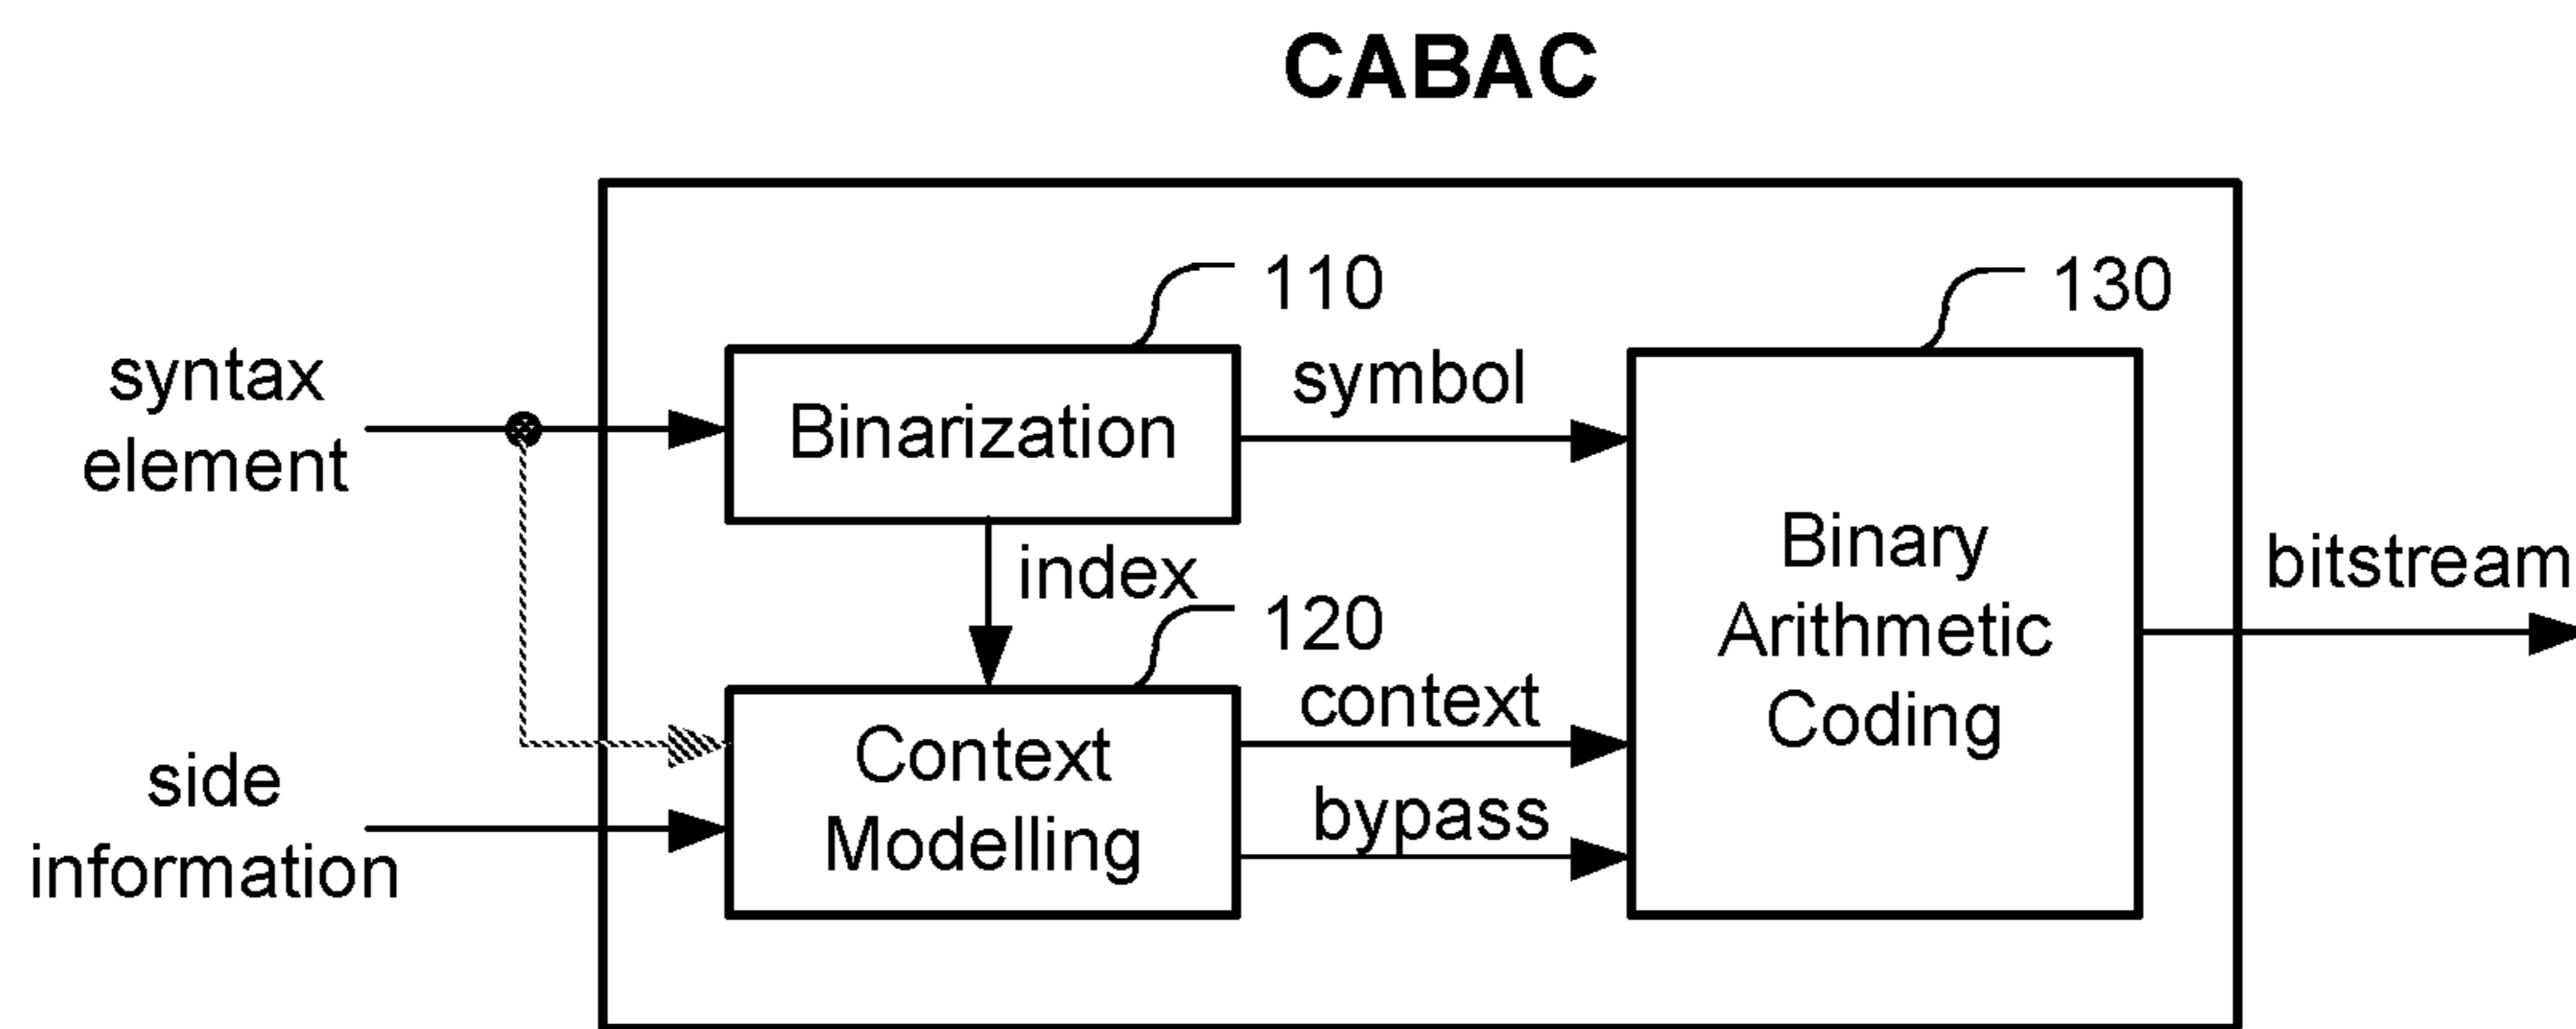 CABAC
110
130
syntax
element
Binarization
symbol
index
120
side
information
Context
Modelling
context
bypass
Binary
Arithmetic
Coding
bitstream